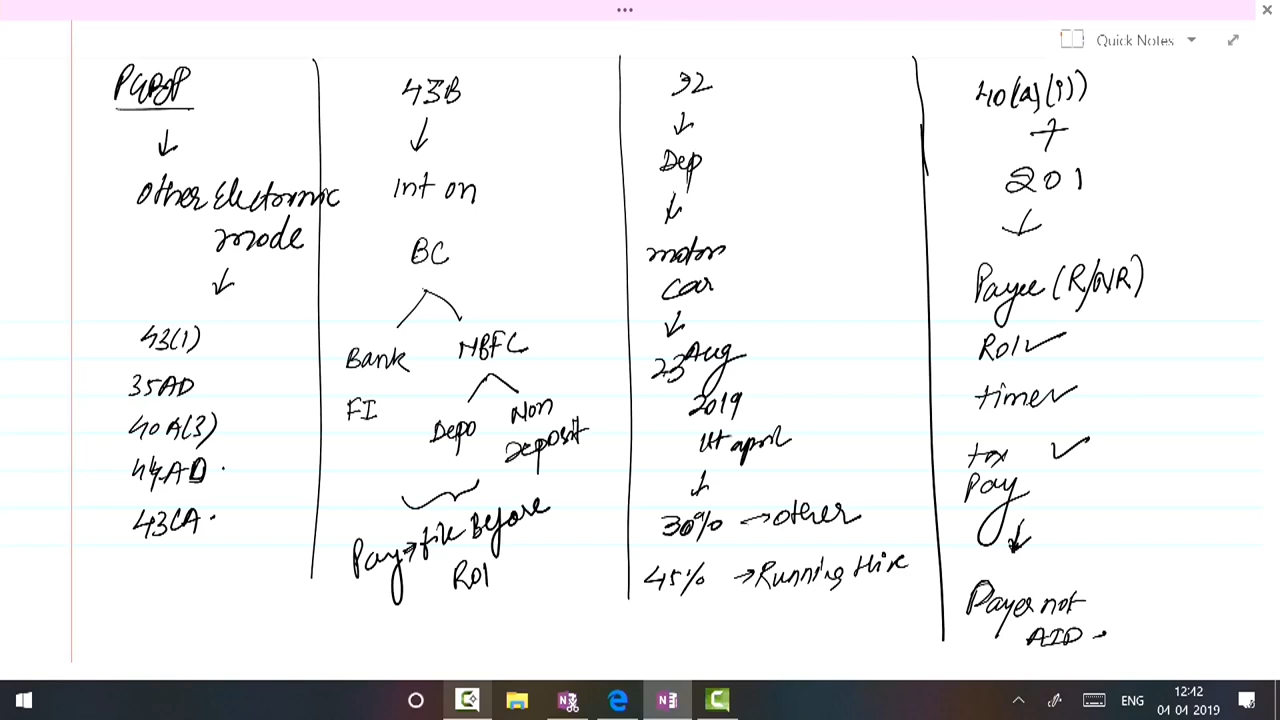 Quick Notes
PGBP
Other Electronic
mode
43(1)
35AD
40A(3)
44AD
43CA
43B
Int on
BC
Bank
FI
NBFC
Depo
Non
Deposit
Pay → file Before
ROI
32
Dep
motor
Car
23 Aug
2019
1st april
30% → other
45% → Running Hire
40(a)(i)
+
201
Payee (R/NR)
ROI ✓
time ✓
tax ✓
Pay
Payer not
AID
ENG
12:42
04-04-2019